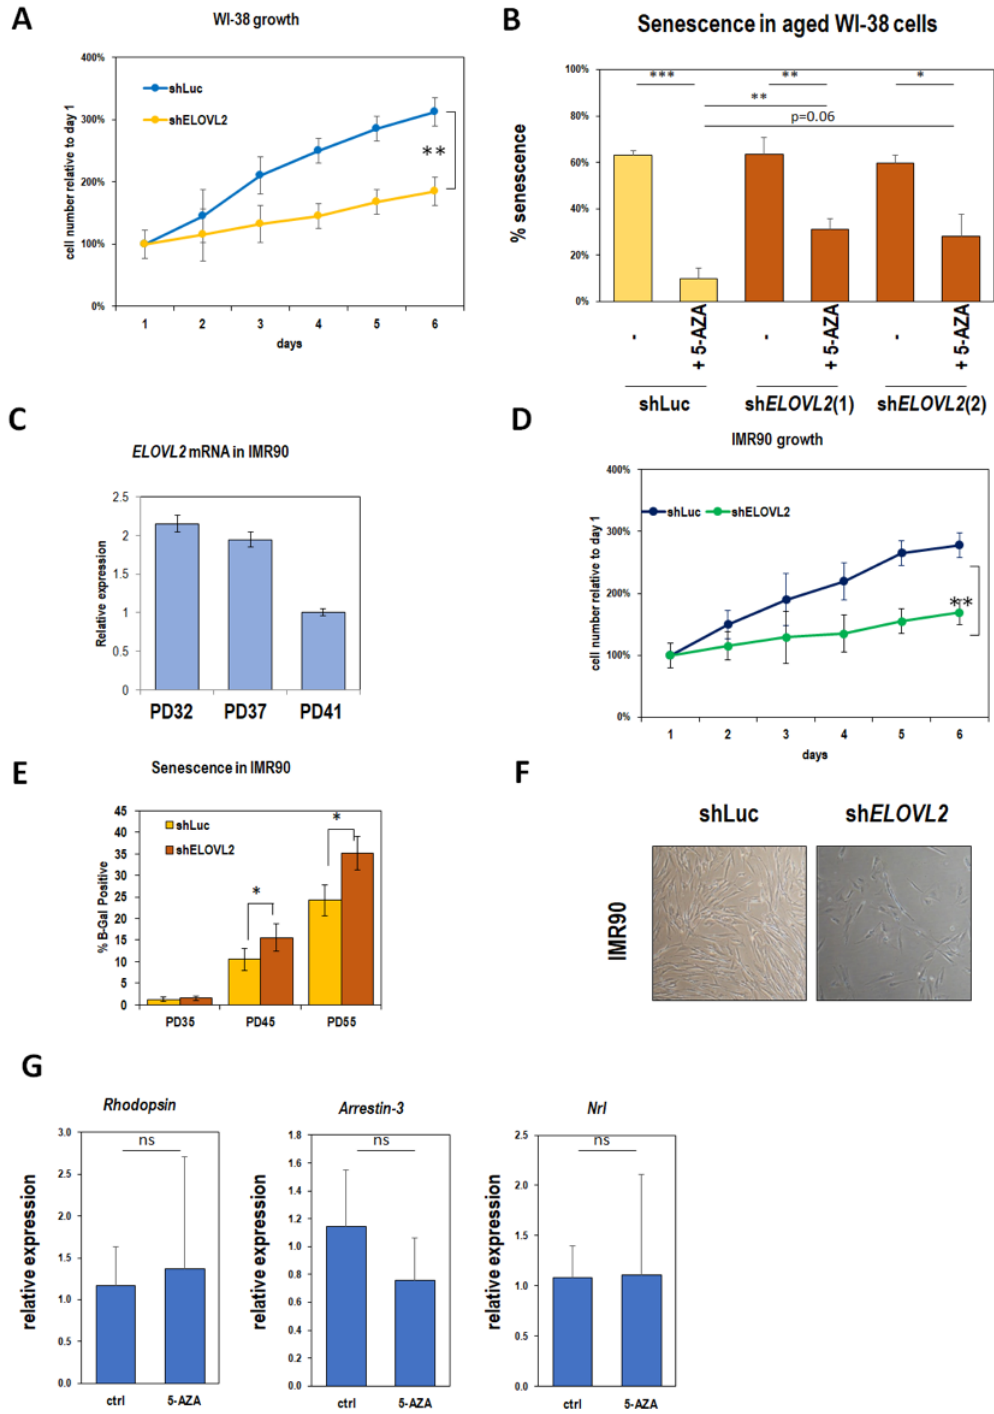 A
WI-38 growth
cell number relative to day 1
400%
300%
200%
100%
0%
shLuc
shELOVL2
**
1 2 3 4 5 6
days
B
Senescence in aged WI-38 cells
% senescence
100%
80%
60%
40%
20%
0%
*** ** *
**
p=0.06
- + 5-AZA - + 5-AZA - + 5-AZA
shLuc shELOVL2(1) shELOVL2(2)
C
ELOVL2 mRNA in IMR90
Relative expression
2.5
2
1.5
1
0.5
0
PD32 PD37 PD41
D
IMR90 growth
cell number relative to day 1
400%
300%
200%
100%
0%
shLuc shELOVL2
**
1 2 3 4 5 6
days
E
Senescence in IMR90
% B-Gal Positive
45
40
35
30
25
20
15
10
5
0
shLuc
shELOVL2
*
*
PD35 PD45 PD55
F
shLuc shELOVL2
IMR90
G
Rhodopsin
relative expression
3.0
2.5
2.0
1.5
1.0
0.5
0.0
ns
ctrl 5-AZA
Arrestin-3
relative expression
1.8
1.6
1.4
1.2
1.0
0.8
0.6
0.4
0.2
0.0
ns
ctrl 5-AZA
Nrl
relative expression
2.5
2.0
1.5
1.0
0.5
0.0
ns
ctrl 5-AZA